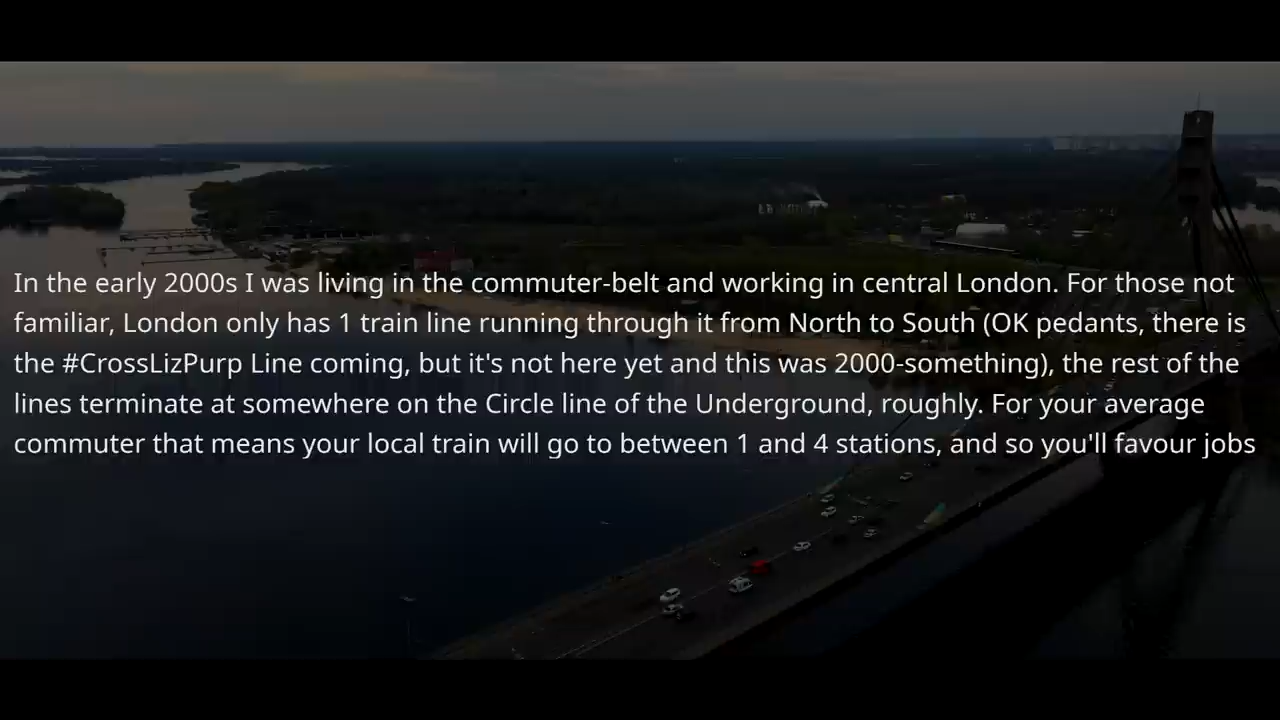 In the early 2000s I was living in the commuter-belt and working in central London. For those not
familiar, London only has 1 train line running through it from North to South (OK pedants, there is
the #CrossLizPurp Line coming, but it's not here yet and this was 2000-something), the rest of the
lines terminate at somewhere on the Circle line of the Underground, roughly. For your average
commuter that means your local train will go to between 1 and 4 stations, and so you'll favour jobs